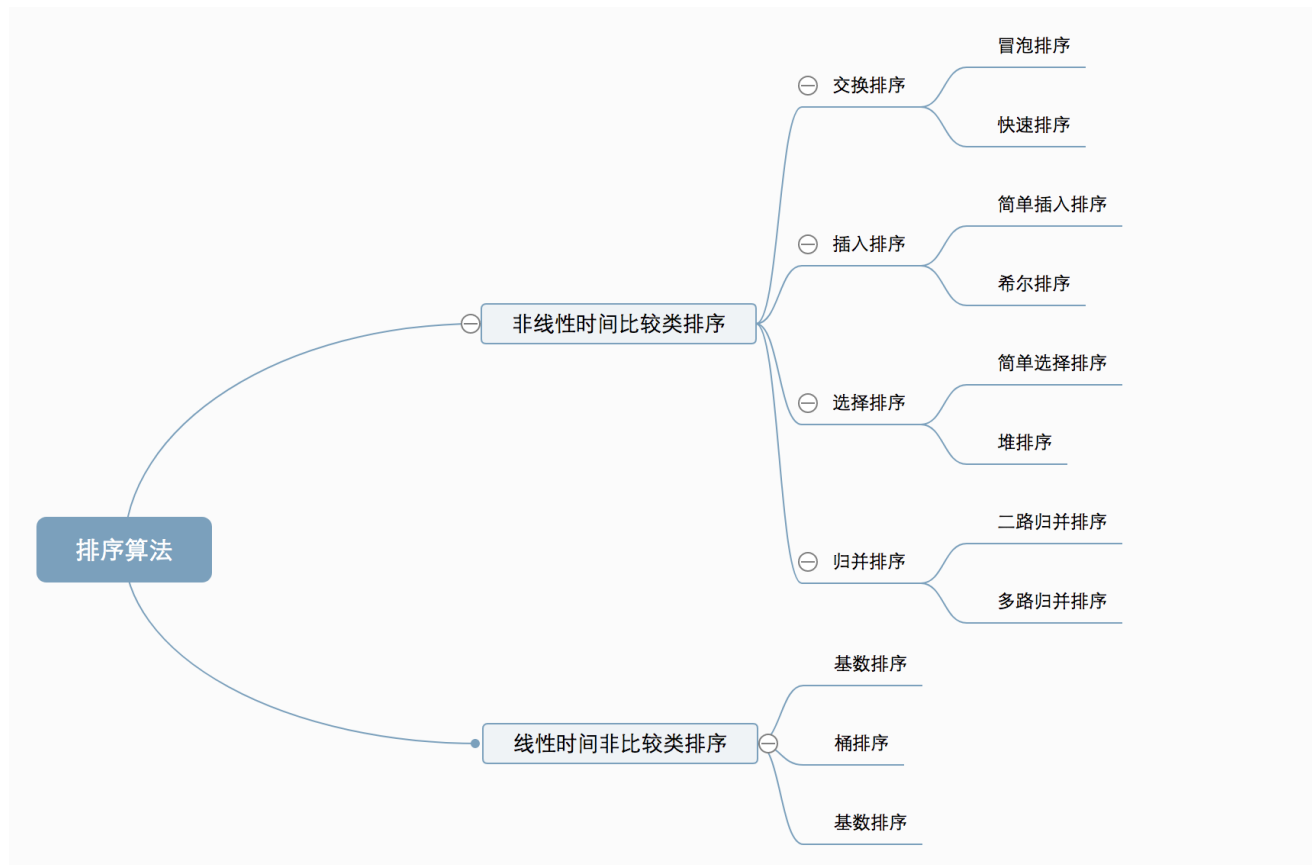 排序算法
非线性时间比较类排序
交换排序
冒泡排序
快速排序
插入排序
简单插入排序
希尔排序
选择排序
简单选择排序
堆排序
归并排序
二路归并排序
多路归并排序
线性时间非比较类排序
基数排序
桶排序
基数排序